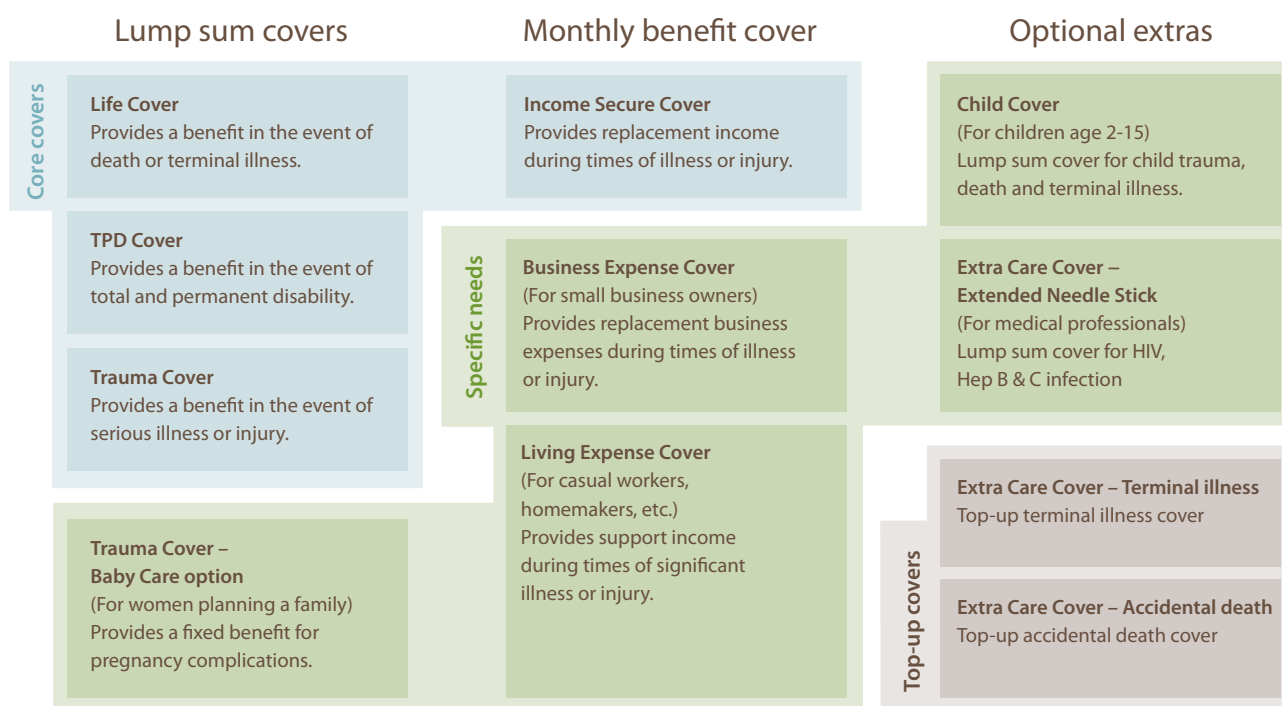 Lump sum covers
Monthly benefit cover
Optional extras
Core covers
Life Cover
Provides a benefit in the event of
death or terminal illness.
TPD Cover
Provides a benefit in the event of
total and permanent disability.
Trauma Cover
Provides a benefit in the event of
serious illness or injury.
Income Secure Cover
Provides replacement income
during times of illness or injury.
Specific needs
Trauma Cover –
Baby Care option
(For women planning a family)
Provides a fixed benefit for
pregnancy complications.
Business Expense Cover
(For small business owners)
Provides replacement business
expenses during times of illness
or injury.
Living Expense Cover
(For casual workers,
homemakers, etc.)
Provides support income
during times of significant
illness or injury.
Child Cover
(For children age 2-15)
Lump sum cover for child trauma,
death and terminal illness.
Extra Care Cover –
Extended Needle Stick
(For medical professionals)
Lump sum cover for HIV,
Hep B & C infection
Top-up covers
Extra Care Cover – Terminal illness
Top-up terminal illness cover
Extra Care Cover – Accidental death
Top-up accidental death cover